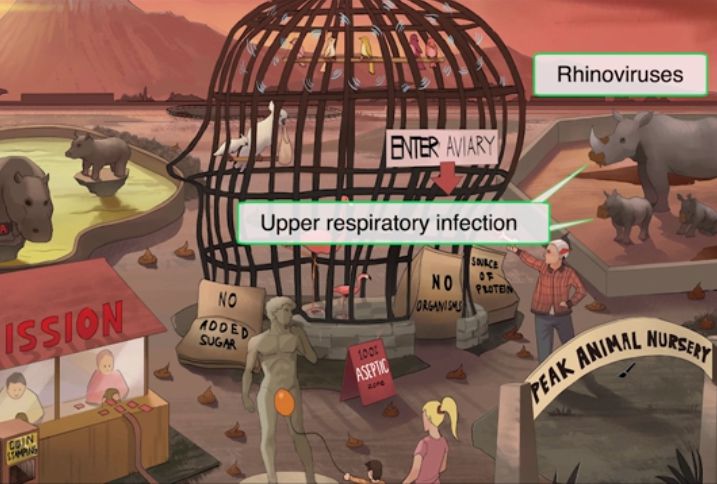 Rhinoviruses
ENTER AVIARY
Upper respiratory infection
SOURCE
OF
PROTEIN
NO
ORGANISMS
NO
ADDED
SUGAR
ISSION
100%
ASEPTIC
ZONE
PEAK ANIMAL NURSERY
COIN
STAMPING
A